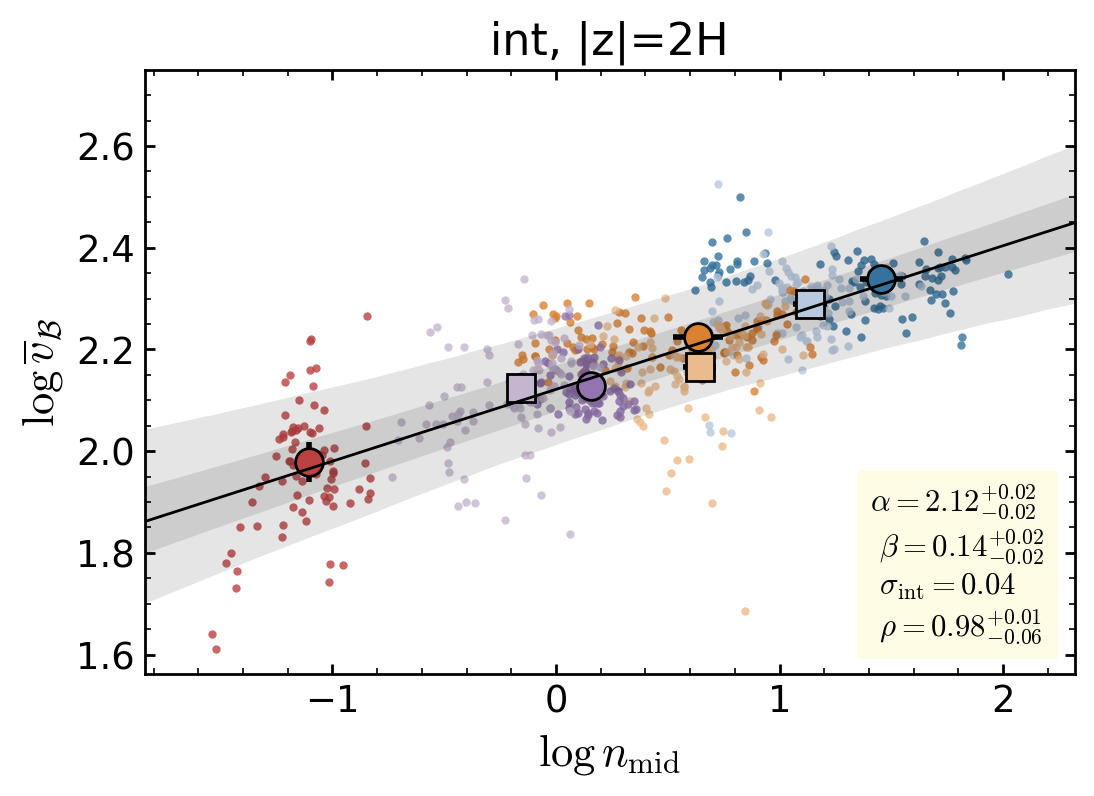 int, |z|=2H
log v̅_ℬ
2.6
2.4
2.2
2.0
1.8
1.6
α = 2.12^{+0.02}_{−0.02}
β = 0.14^{+0.02}_{−0.02}
σ_int = 0.04
ρ = 0.98^{+0.01}_{−0.06}
−1 0 1 2
log n_mid